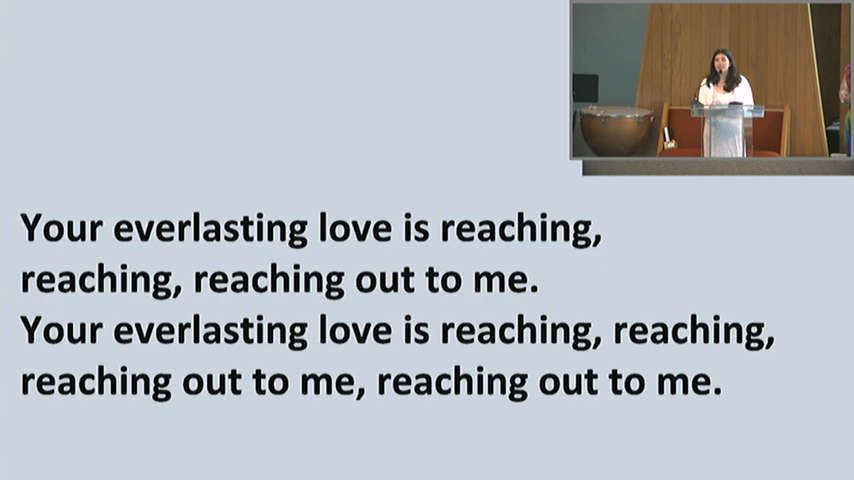 Your everlasting love is reaching,
reaching, reaching out to me.
Your everlasting love is reaching, reaching,
reaching out to me, reaching out to me.